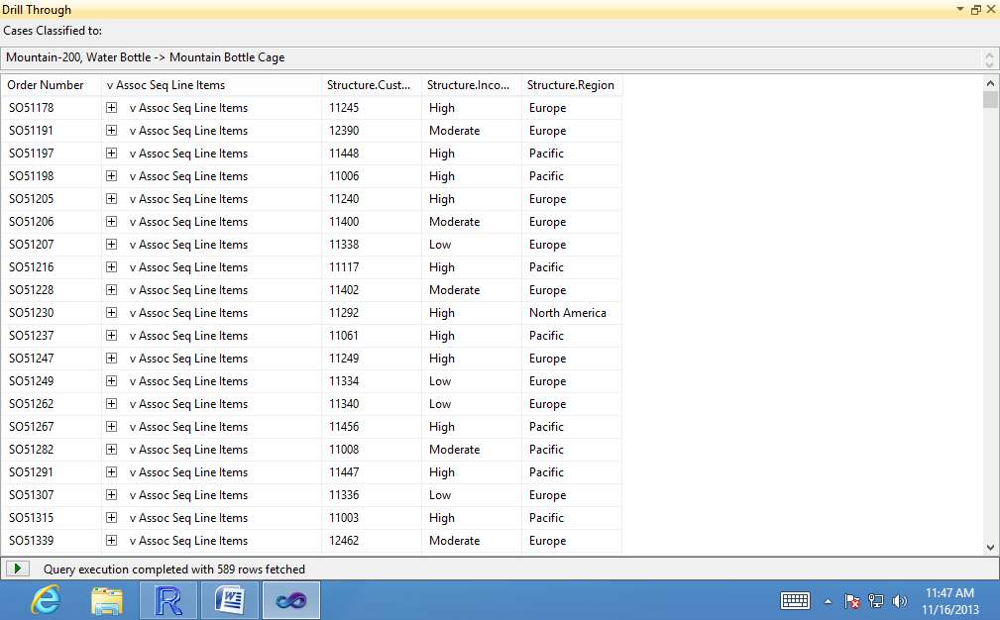 Drill Through
Cases Classified to:
Mountain-200, Water Bottle -> Mountain Bottle Cage
Order Number v Assoc Seq Line Items Structure.Cust... Structure.Inco... Structure.Region
SO51178 v Assoc Seq Line Items 11245 High Europe
SO51191 v Assoc Seq Line Items 12390 Moderate Europe
SO51197 v Assoc Seq Line Items 11448 High Pacific
SO51198 v Assoc Seq Line Items 11006 High Pacific
SO51205 v Assoc Seq Line Items 11240 High Europe
SO51206 v Assoc Seq Line Items 11400 Moderate Europe
SO51207 v Assoc Seq Line Items 11338 Low Europe
SO51216 v Assoc Seq Line Items 11117 High Pacific
SO51228 v Assoc Seq Line Items 11402 Moderate Europe
SO51230 v Assoc Seq Line Items 11292 High North America
SO51237 v Assoc Seq Line Items 11061 High Pacific
SO51247 v Assoc Seq Line Items 11249 High Europe
SO51249 v Assoc Seq Line Items 11334 Low Europe
SO51262 v Assoc Seq Line Items 11340 Low Europe
SO51267 v Assoc Seq Line Items 11456 High Pacific
SO51282 v Assoc Seq Line Items 11008 Moderate Pacific
SO51291 v Assoc Seq Line Items 11447 High Pacific
SO51307 v Assoc Seq Line Items 11336 Low Europe
SO51315 v Assoc Seq Line Items 11003 High Pacific
SO51339 v Assoc Seq Line Items 12462 Moderate Europe
Query execution completed with 589 rows fetched
11:47 AM
11/16/2013